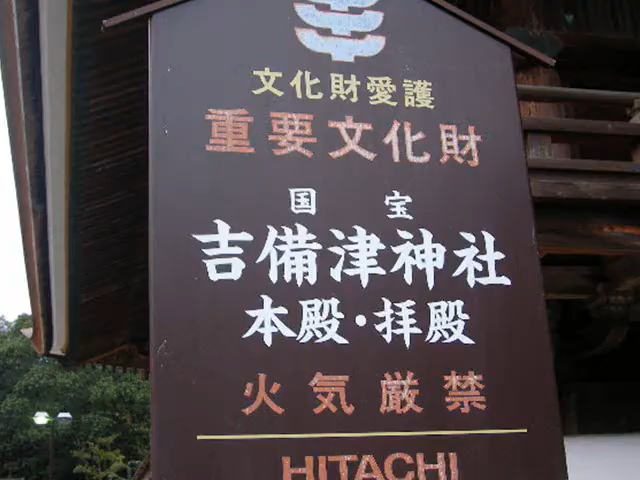 文化財愛護
重要文化財
国 宝
吉備津神社
本殿・拝殿
火気厳禁
HITACHI